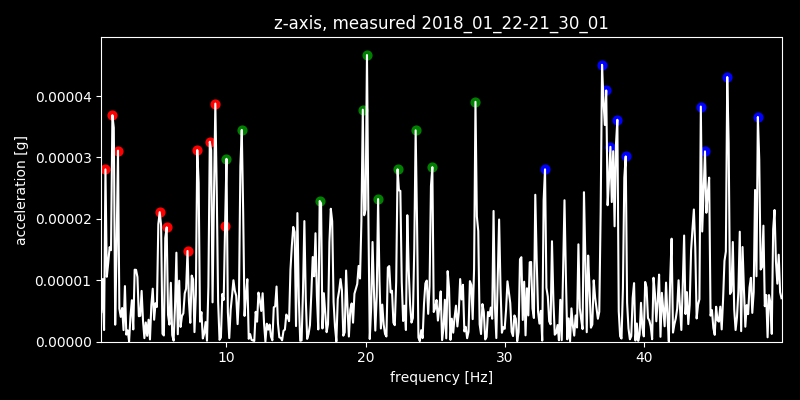 z-axis, measured 2018_01_22-21_30_01
acceleration [g]
0.00004
0.00003
0.00002
0.00001
0.00000
10 20 30 40
frequency [Hz]